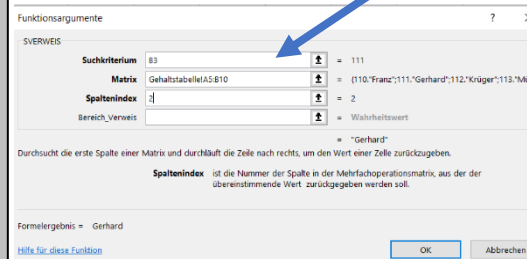 Funktionsargumente ?
SVERWEIS
Suchkriterium B3 = 111
Matrix Gehaltstabelle!A5:B10 = {110."Franz";111."Gerhard";112."Krüger";113."Mü
Spaltenindex 2 = 2
Bereich_Verweis = Wahrheitswert
= "Gerhard"
Durchsucht die erste Spalte einer Matrix und durchläuft die Zeile nach rechts, um den Wert einer Zelle zurückzugeben.
Spaltenindex ist die Nummer der Spalte in der Mehrfachoperationsmatrix, aus der der
übereinstimmende Wert zurückgegeben werden soll.
Formelergebnis = Gerhard
Hilfe für diese Funktion OK Abbrechen